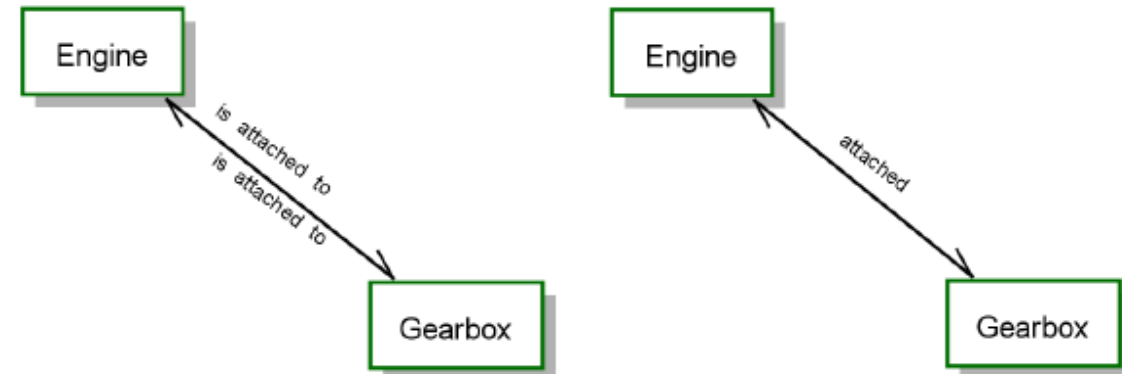 Engine
is attached to
is attached to
Gearbox
Engine
attached
Gearbox